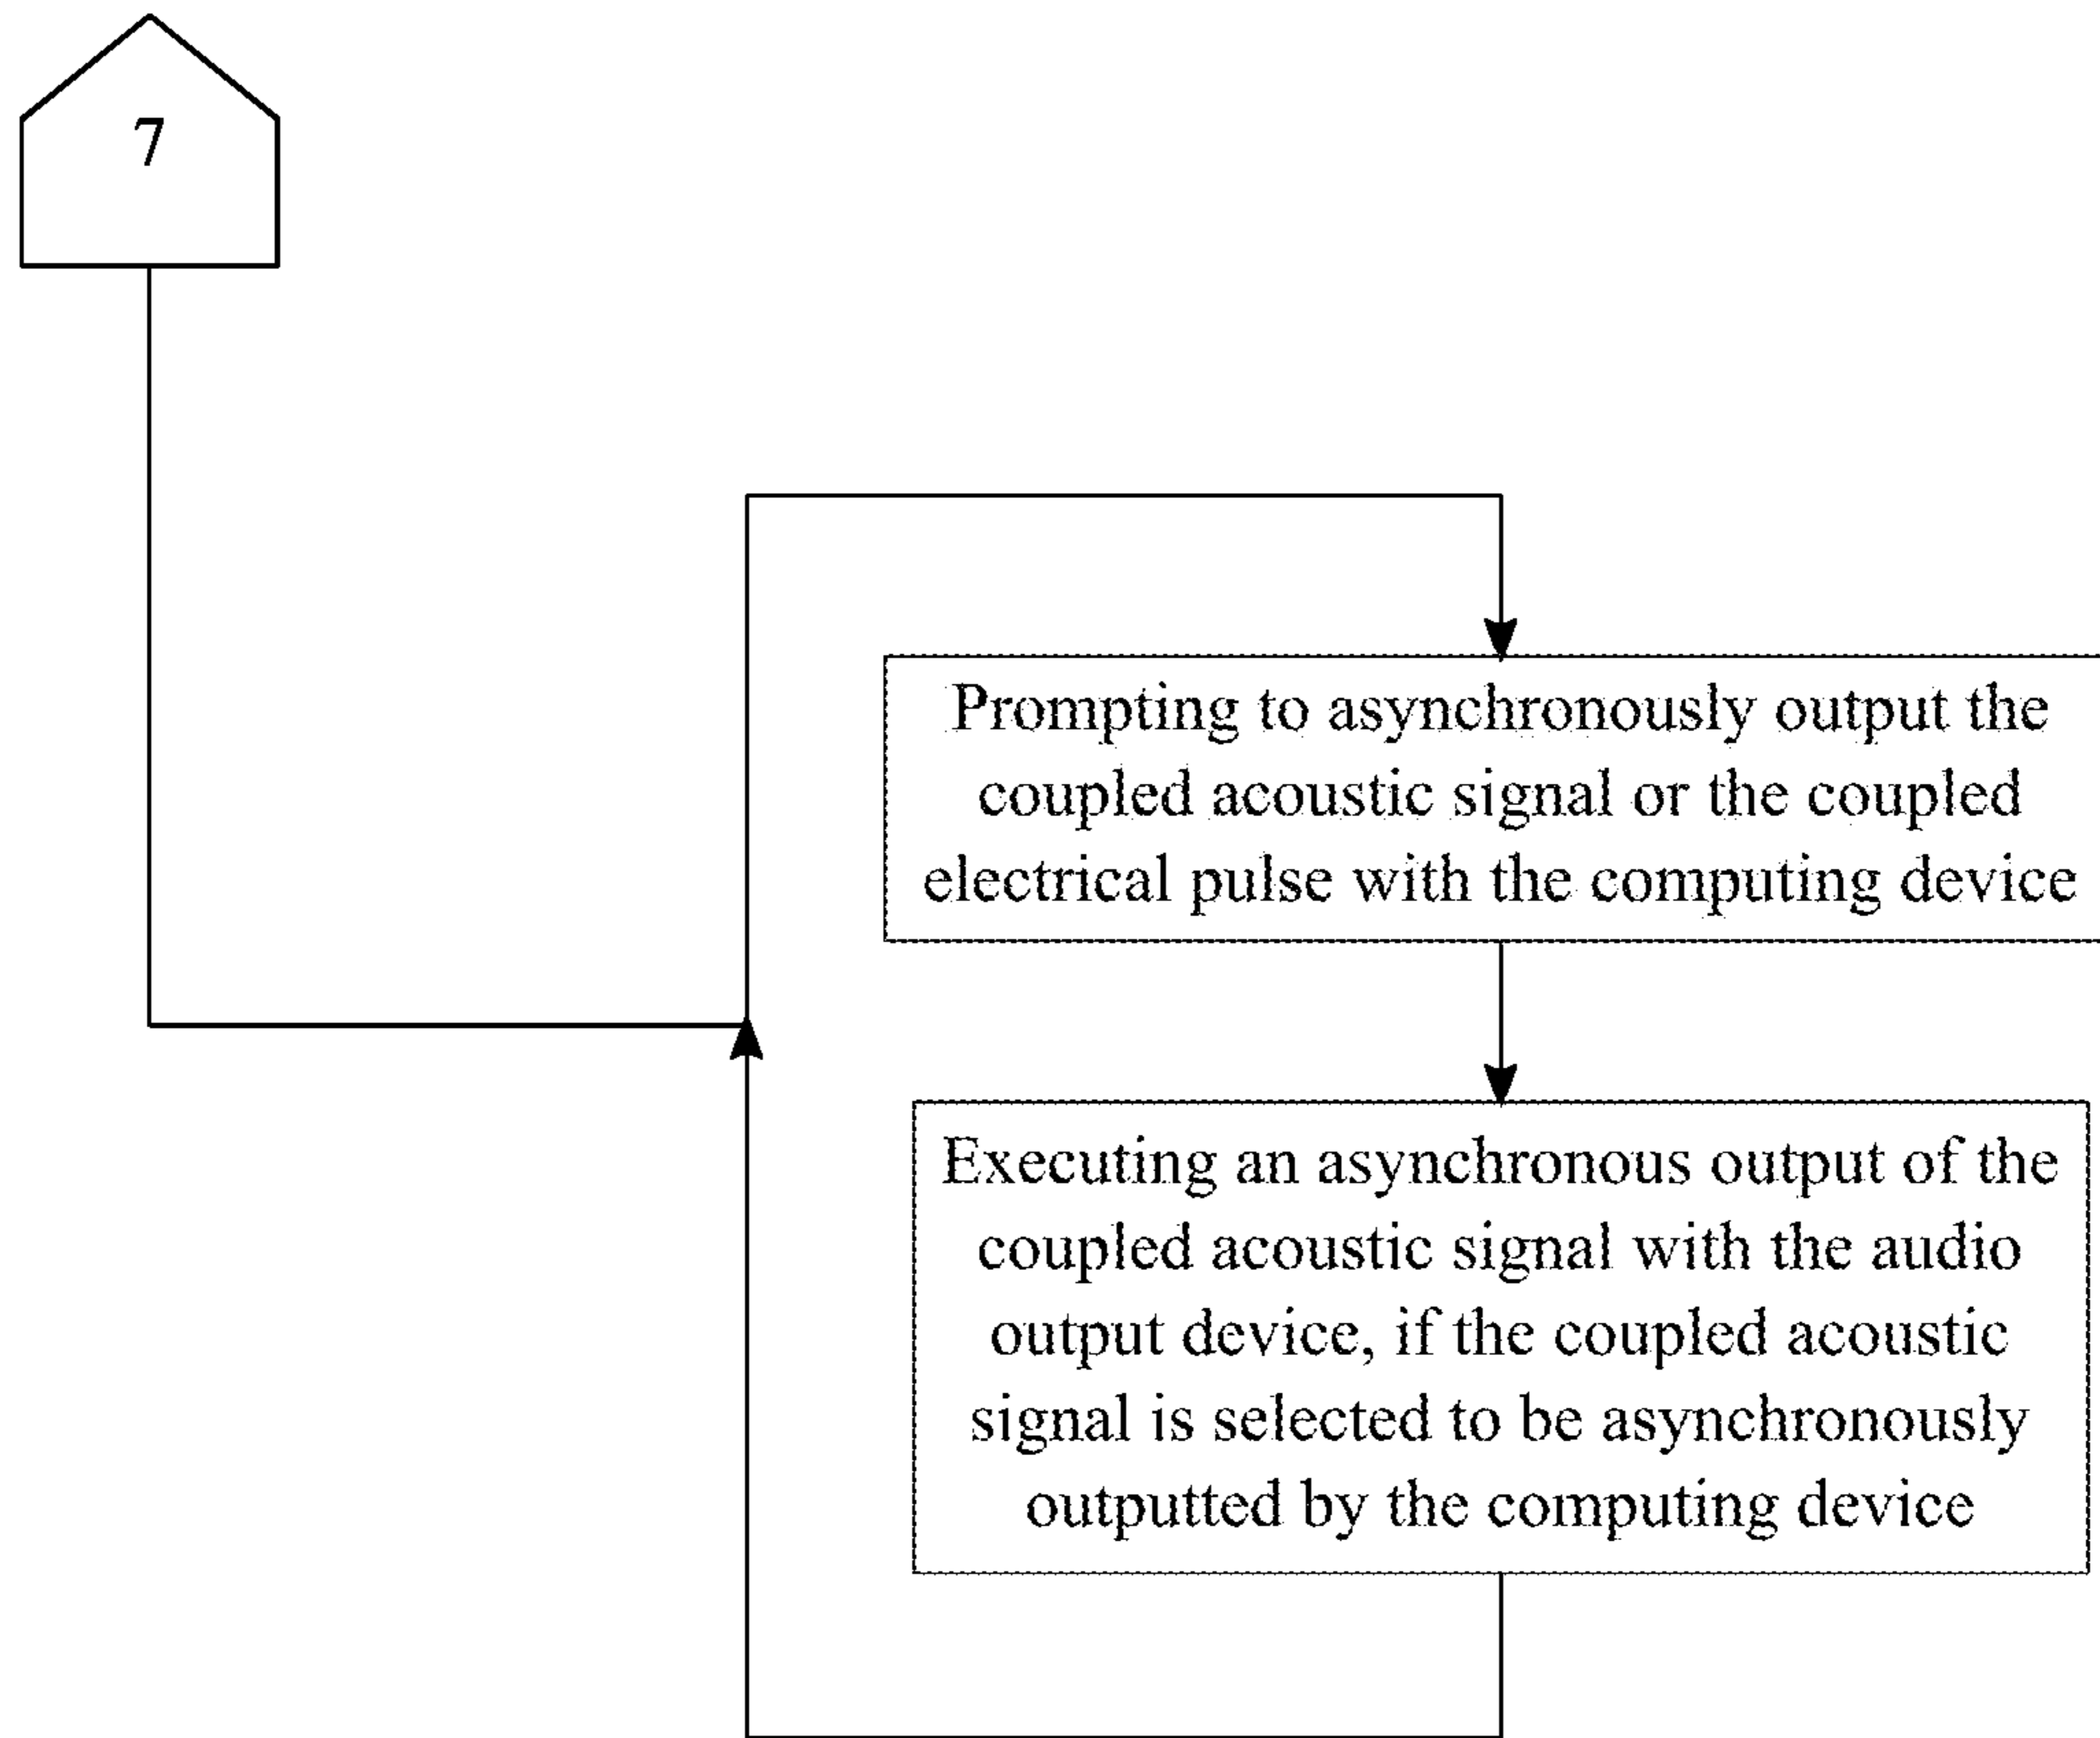 7
Prompting to asynchronously output the
coupled acoustic signal or the coupled
electrical pulse with the computing device
Executing an asynchronous output of the
coupled acoustic signal with the audio
output device, if the coupled acoustic
signal is selected to be asynchronously
outputted by the computing device